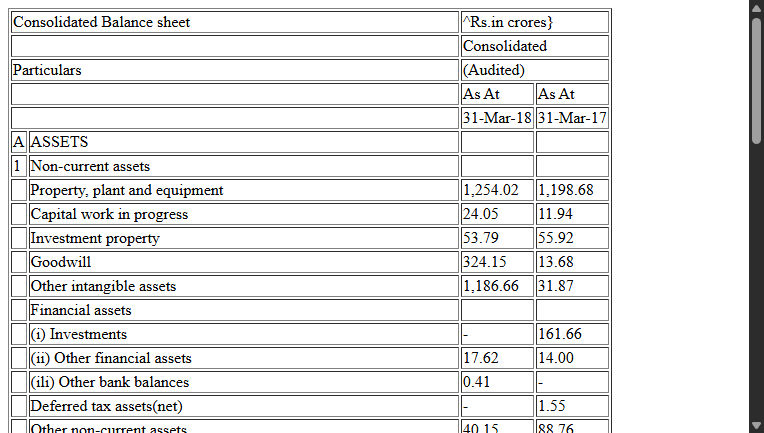 Consolidated Balance sheet ^Rs.in crores}
Consolidated
Particulars (Audited)
As At As At
31-Mar-18 31-Mar-17
A ASSETS
1 Non-current assets
Property, plant and equipment 1,254.02 1,198.68
Capital work in progress 24.05 11.94
Investment property 53.79 55.92
Goodwill 324.15 13.68
Other intangible assets 1,186.66 31.87
Financial assets
(i) Investments - 161.66
(ii) Other financial assets 17.62 14.00
(ili) Other bank balances 0.41 -
Deferred tax assets(net) - 1.55
Other non-current assets 40.15 88.76